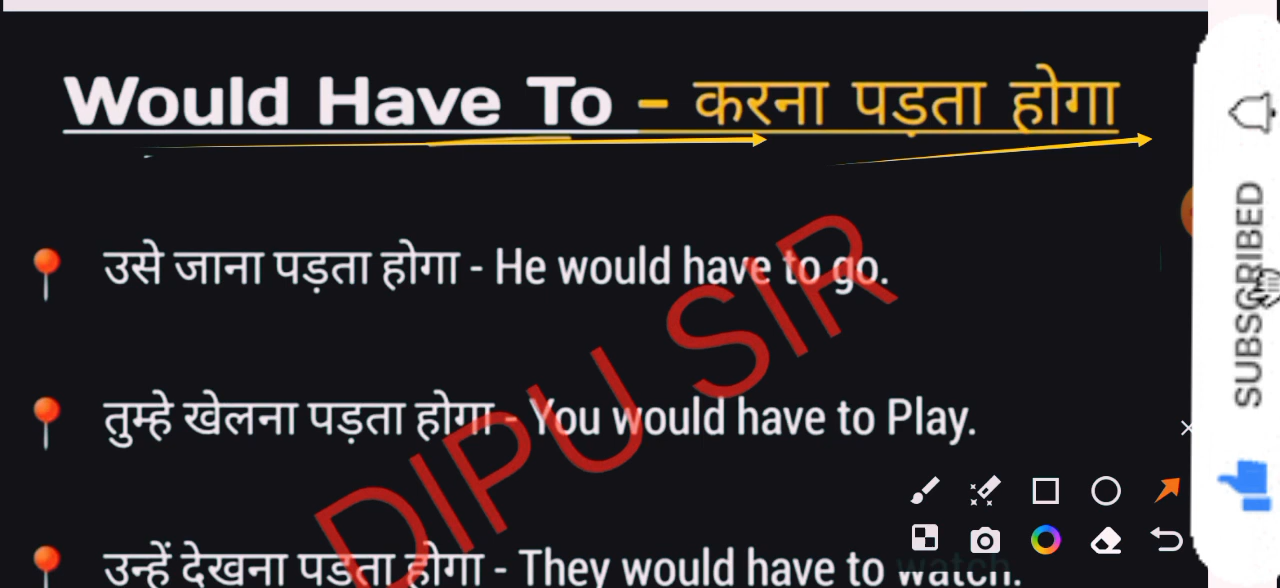 Would Have To - करना पड़ता होगा
उसे जाना पड़ता होगा - He would have to go.
तुम्हे खेलना पड़ता होगा - You would have to Play.
उन्हें देखना पड़ता होगा - They would have to watch.
DIPU SIR
SUBSCRIBED